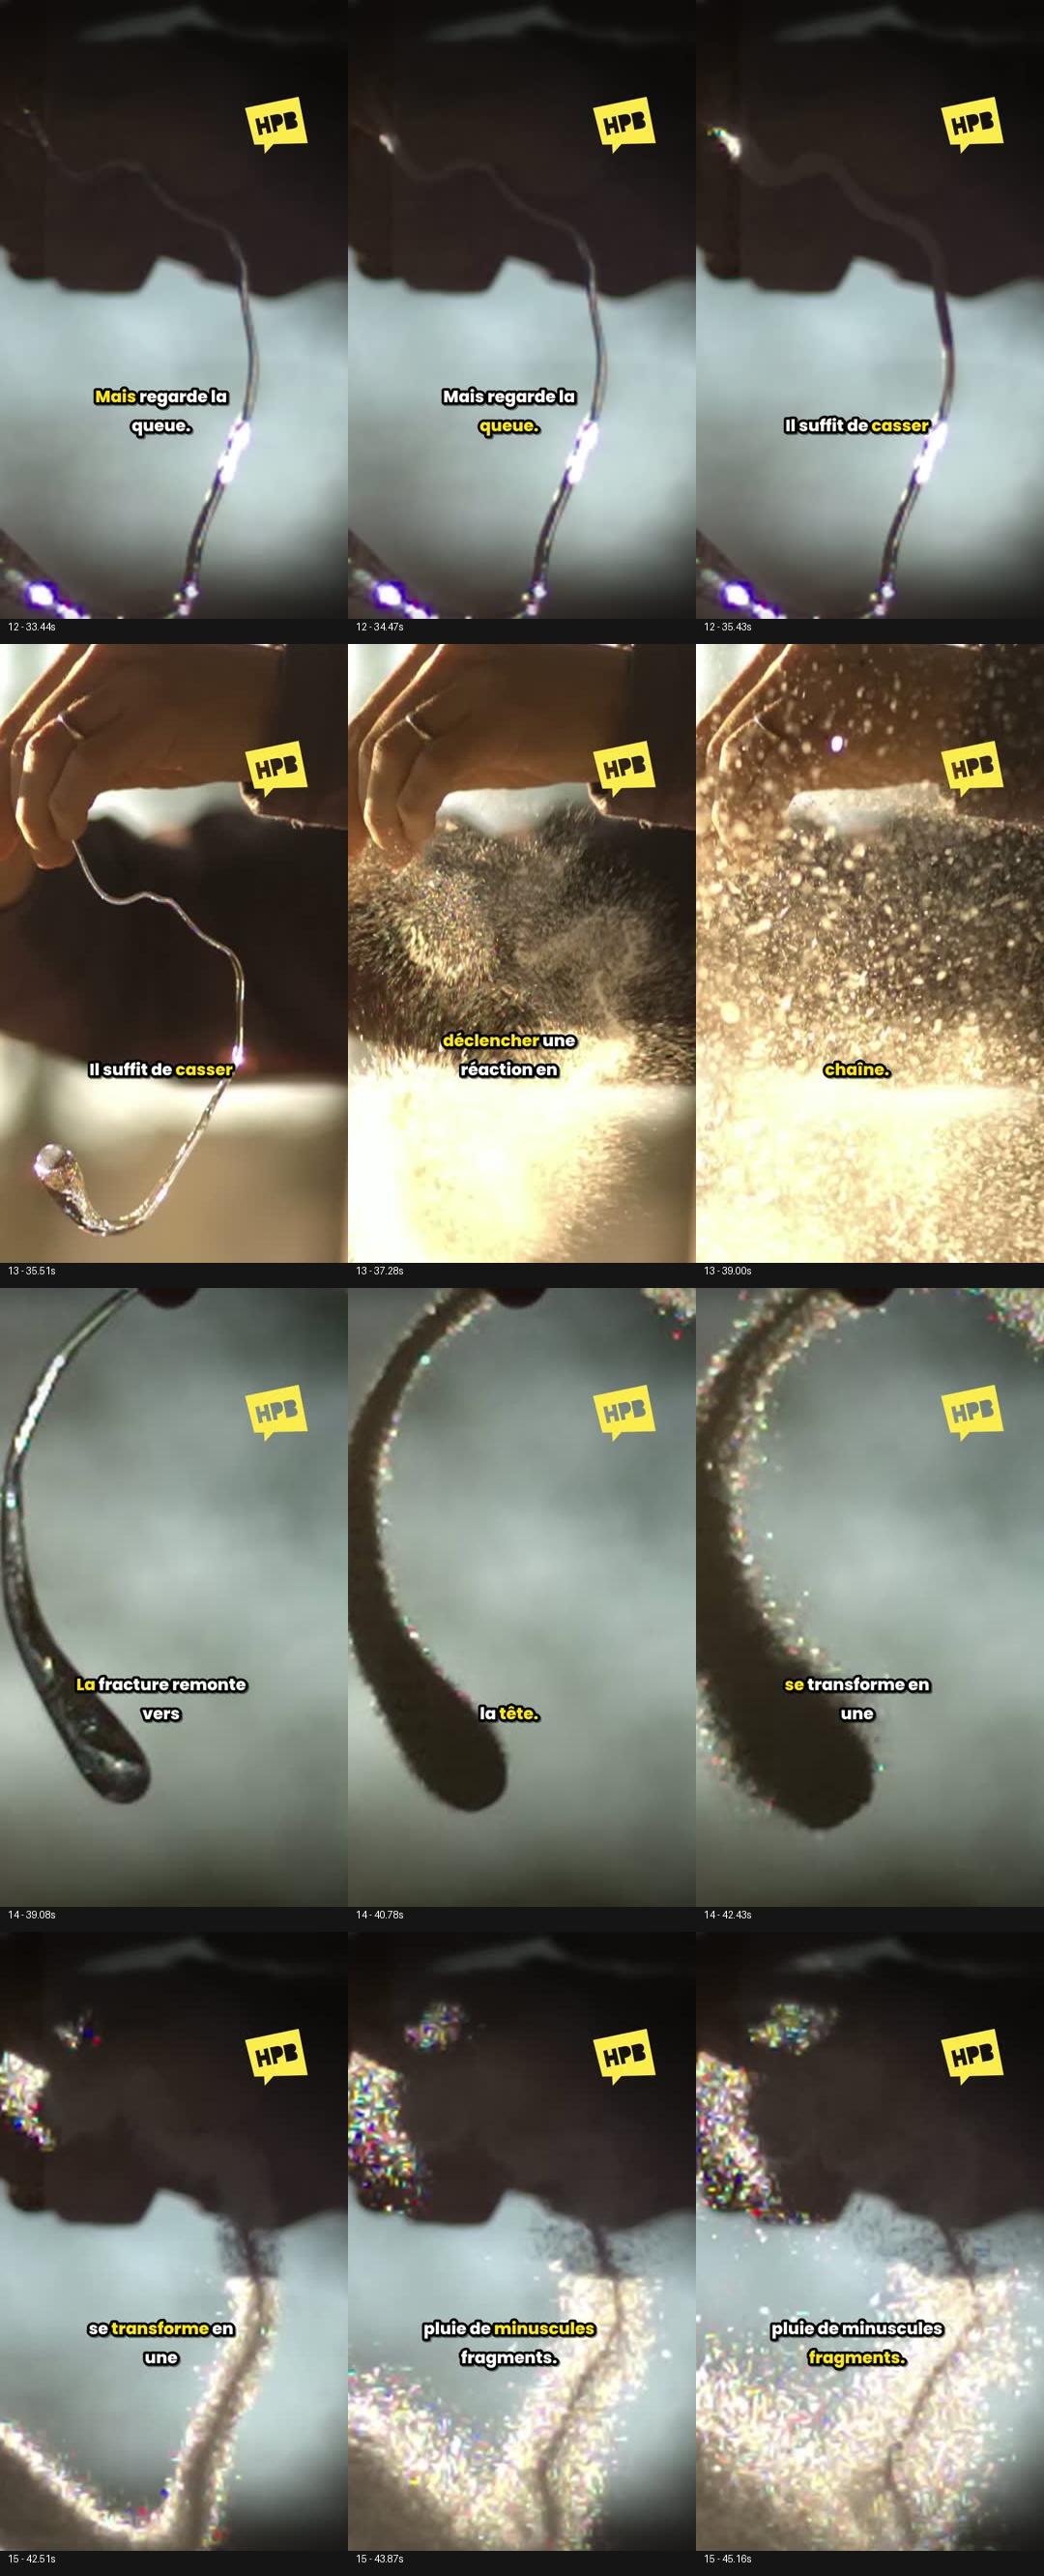 HPB
HPB
HPB
Mais regarde la
queue.
Mais regarde la
queue.
Il suffit de casser
12 - 33.44s
12 - 34.47s
12 - 35.43s
HPB
HPB
HPB
Il suffit de casser
déclencher une
réaction en
chaîne.
13 - 35.51s
13 - 37.28s
13 - 39.00s
HPB
HPB
HPB
La fracture remonte
vers
la tête.
se transforme en
une
14 - 39.08s
14 - 40.78s
14 - 42.43s
HPB
HPB
HPB
se transforme en
une
pluie de minuscules
fragments.
pluie de minuscules
fragments.
15 - 42.51s
15 - 43.87s
15 - 45.16s